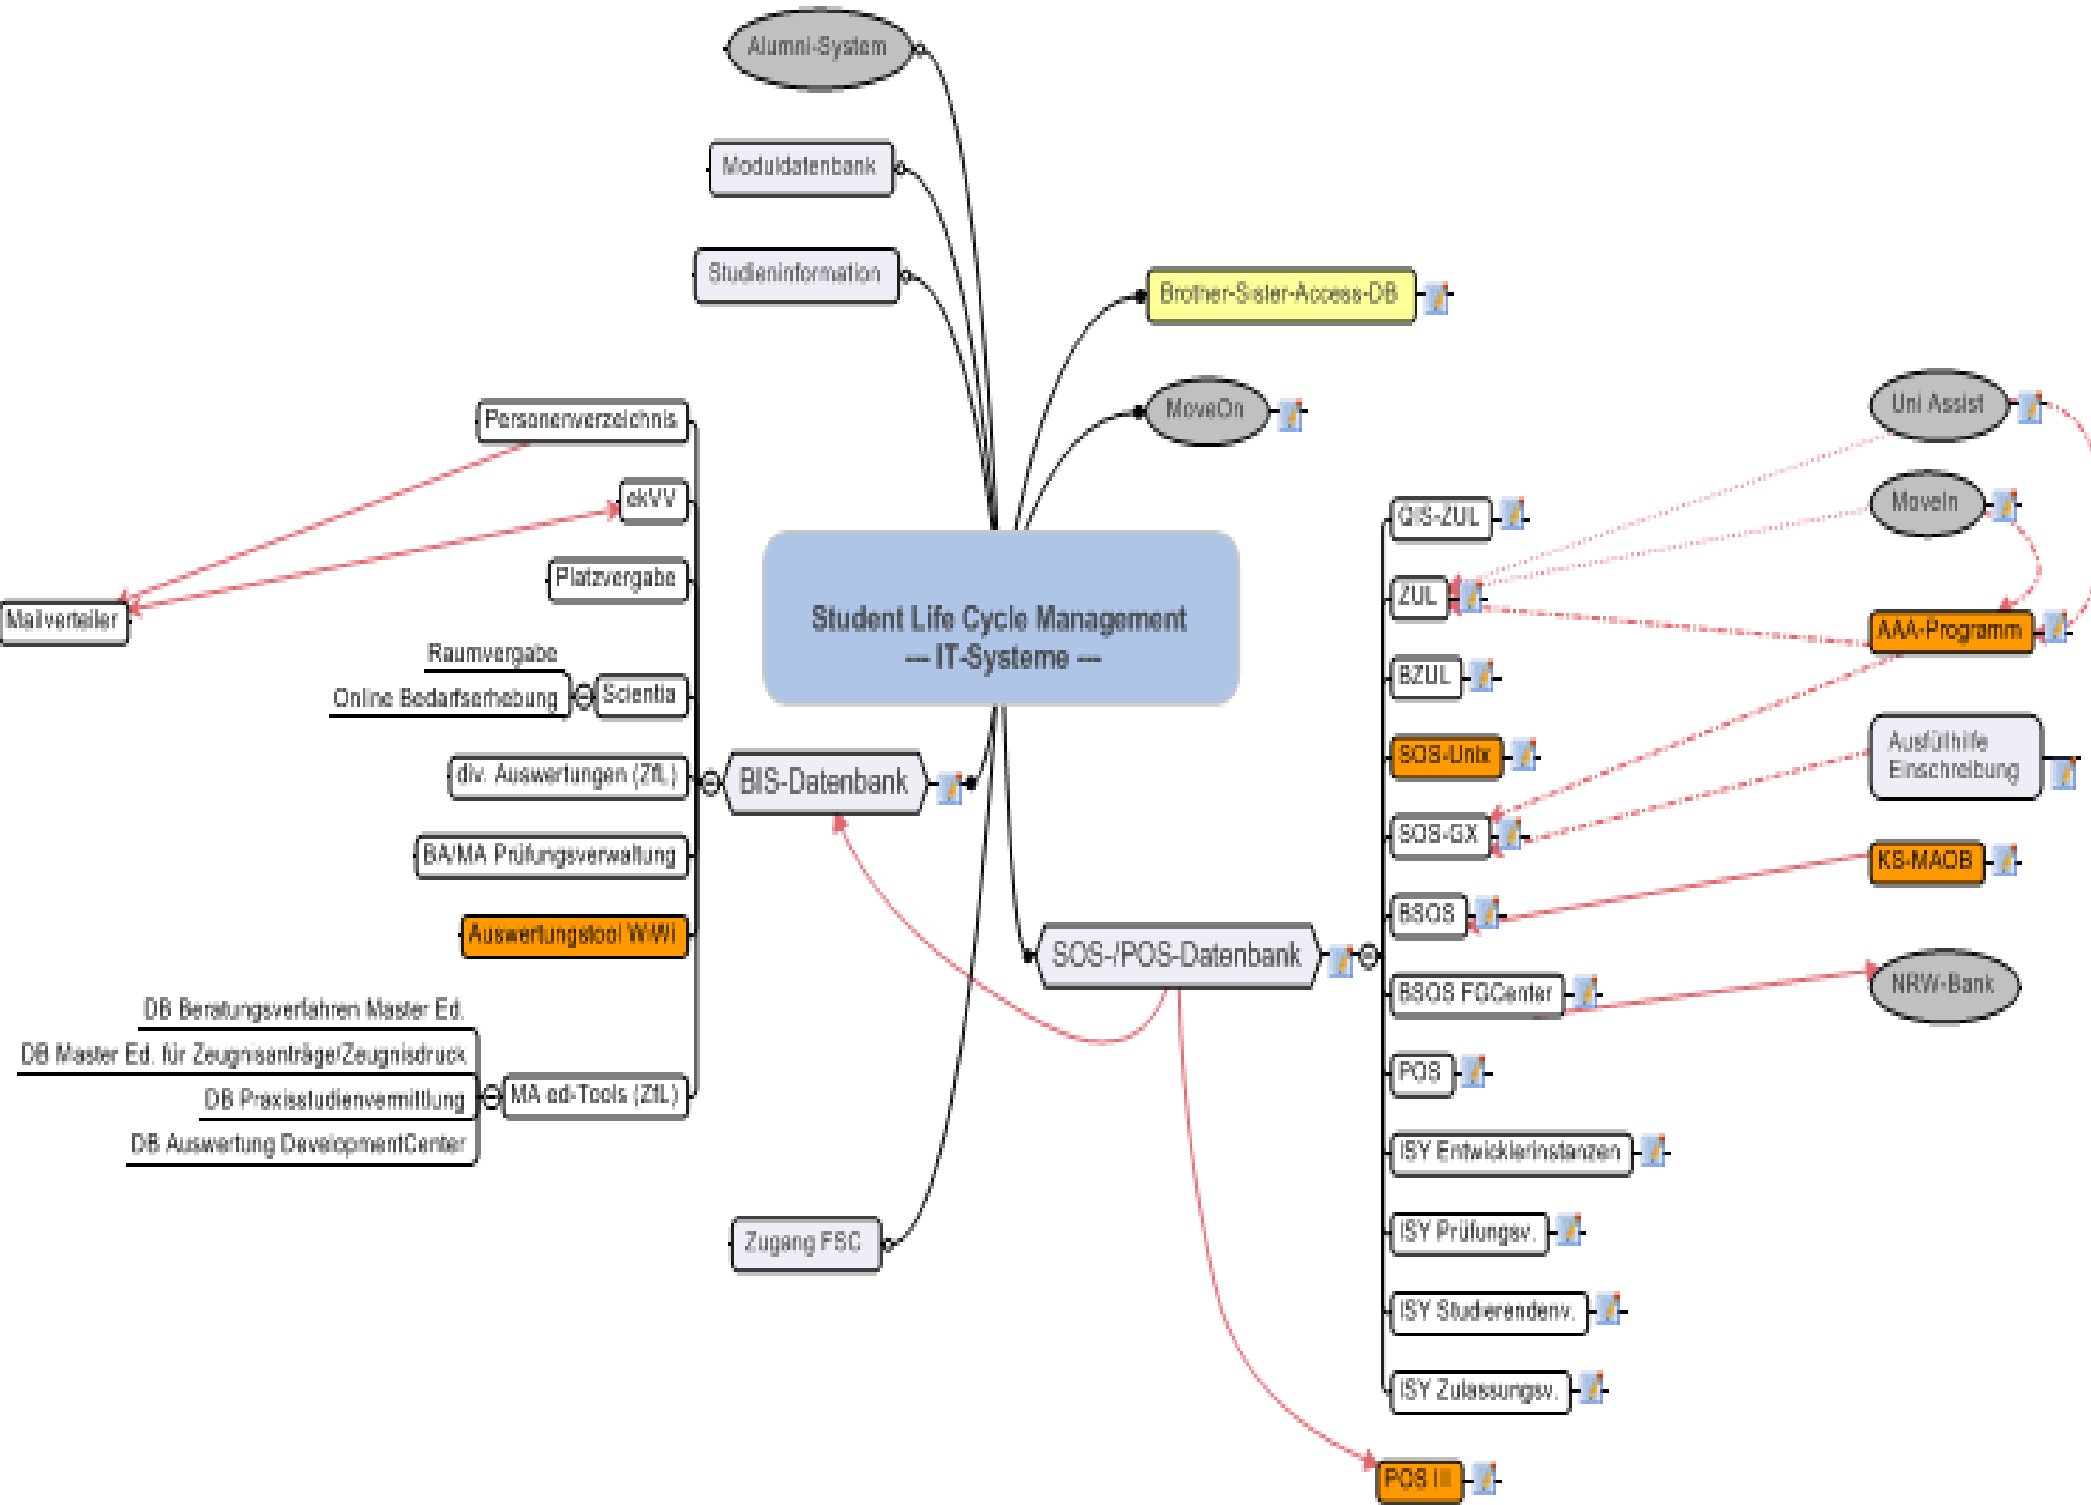 Alumni-System
Moduldatenbank
Studieninformation
Brother-Sister-Access-DB
MoveOn
Personenverzeichnis
ekVV
Platzvergabe
Mailverteiler
Raumvergabe
Online Bedarfserhebung
Scientia
div. Auswertungen (ZfL)
BA/MA Prüfungsverwaltung
Auswertungstool WiWi
DB Beratungsverfahren Master Ed.
DB Master Ed. für Zeugnisanträge/Zeugnisdruck
DB Praxisstudienvermittlung
DB Auswertung DevelopmentCenter
MA ed-Tools (ZfL)
BIS-Datenbank
Student Life Cycle Management
--- IT-Systeme ---
Zugang FSC
SOS-/POS-Datenbank
QIS-ZUL
ZUL
BZUL
SOS-Unix
SOS-GX
BSOS
BSOS FGCenter
POS
ISY Entwicklerinstanzen
ISY Prüfungsv.
ISY Studierendenv.
ISY Zulassungsv.
POS III
Uni Assist
MoveIn
AAA-Programm
Ausfüllhilfe
Einschreibung
KS-MAOB
NRW-Bank